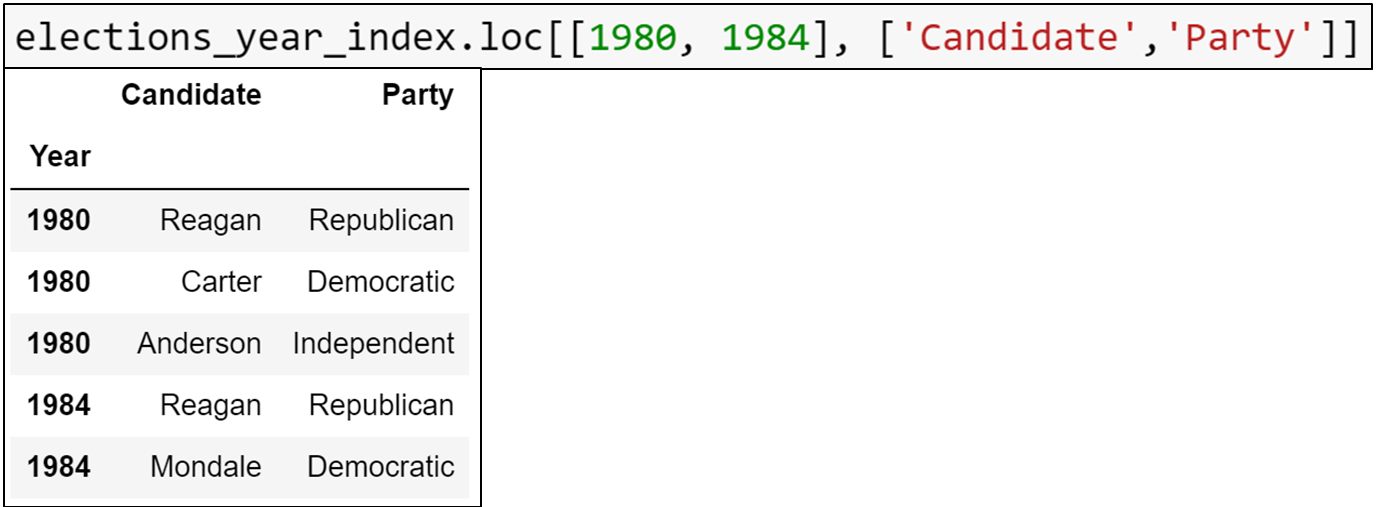 elections_year_index.loc[[1980, 1984], ['Candidate','Party']]
Candidate Party
Year
1980 Reagan Republican
1980 Carter Democratic
1980 Anderson Independent
1984 Reagan Republican
1984 Mondale Democratic